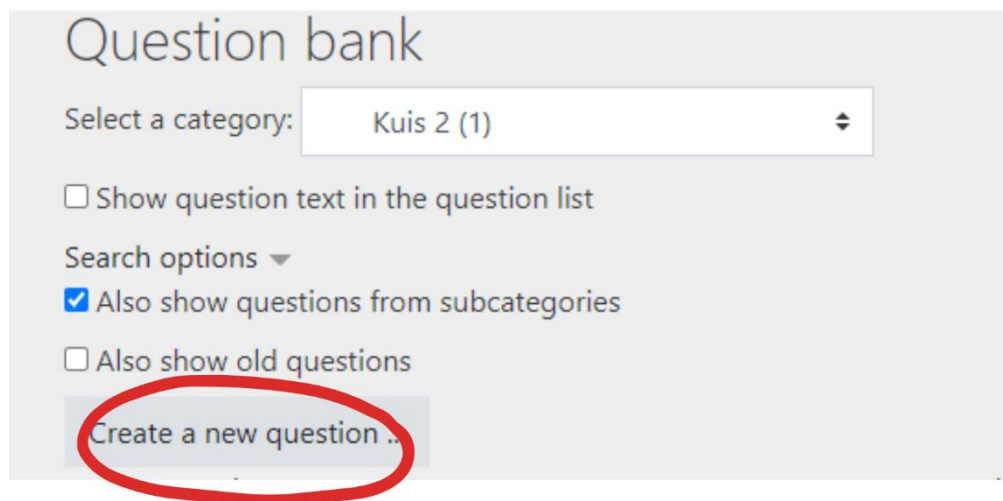 Question bank
Select a category: Kuis 2 (1)
Show question text in the question list
Search options
Also show questions from subcategories
Also show old questions
Create a new question ..